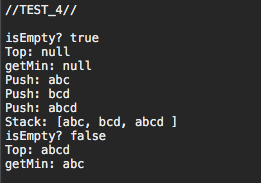 //TEST_4//
isEmpty? true
Top: null
getMin: null
Push: abc
Push: bcd
Push: abcd
Stack: [abc, bcd, abcd ]
isEmpty? false
Top: abcd
getMin: abc